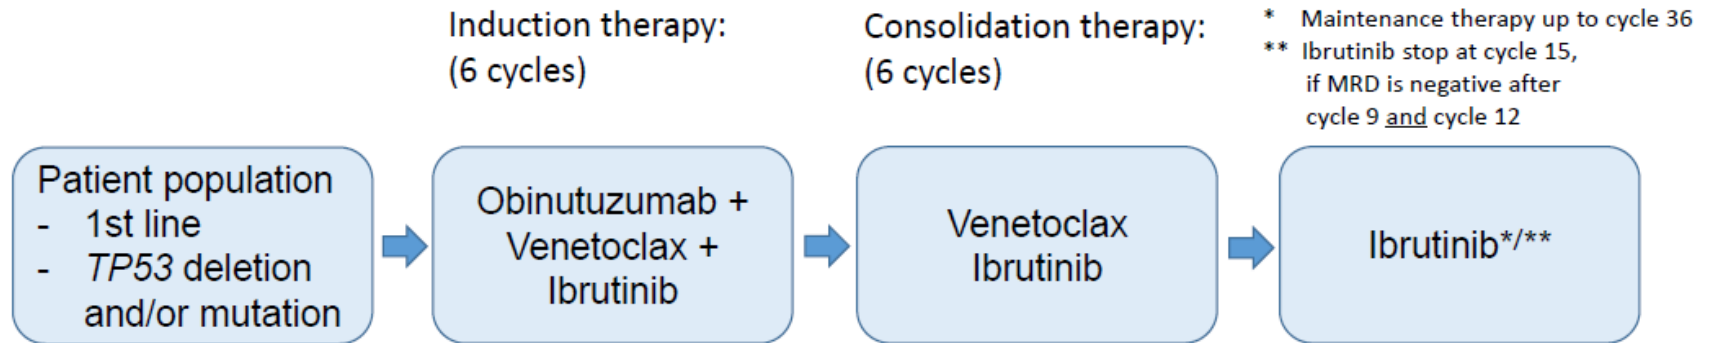 Induction therapy:
(6 cycles)
Consolidation therapy:
(6 cycles)
* Maintenance therapy up to cycle 36
** Ibrutinib stop at cycle 15,
if MRD is negative after
cycle 9 and cycle 12
Patient population
- 1st line
- TP53 deletion
and/or mutation
Obinutuzumab +
Venetoclax +
Ibrutinib
Venetoclax
Ibrutinib
Ibrutinib*/**